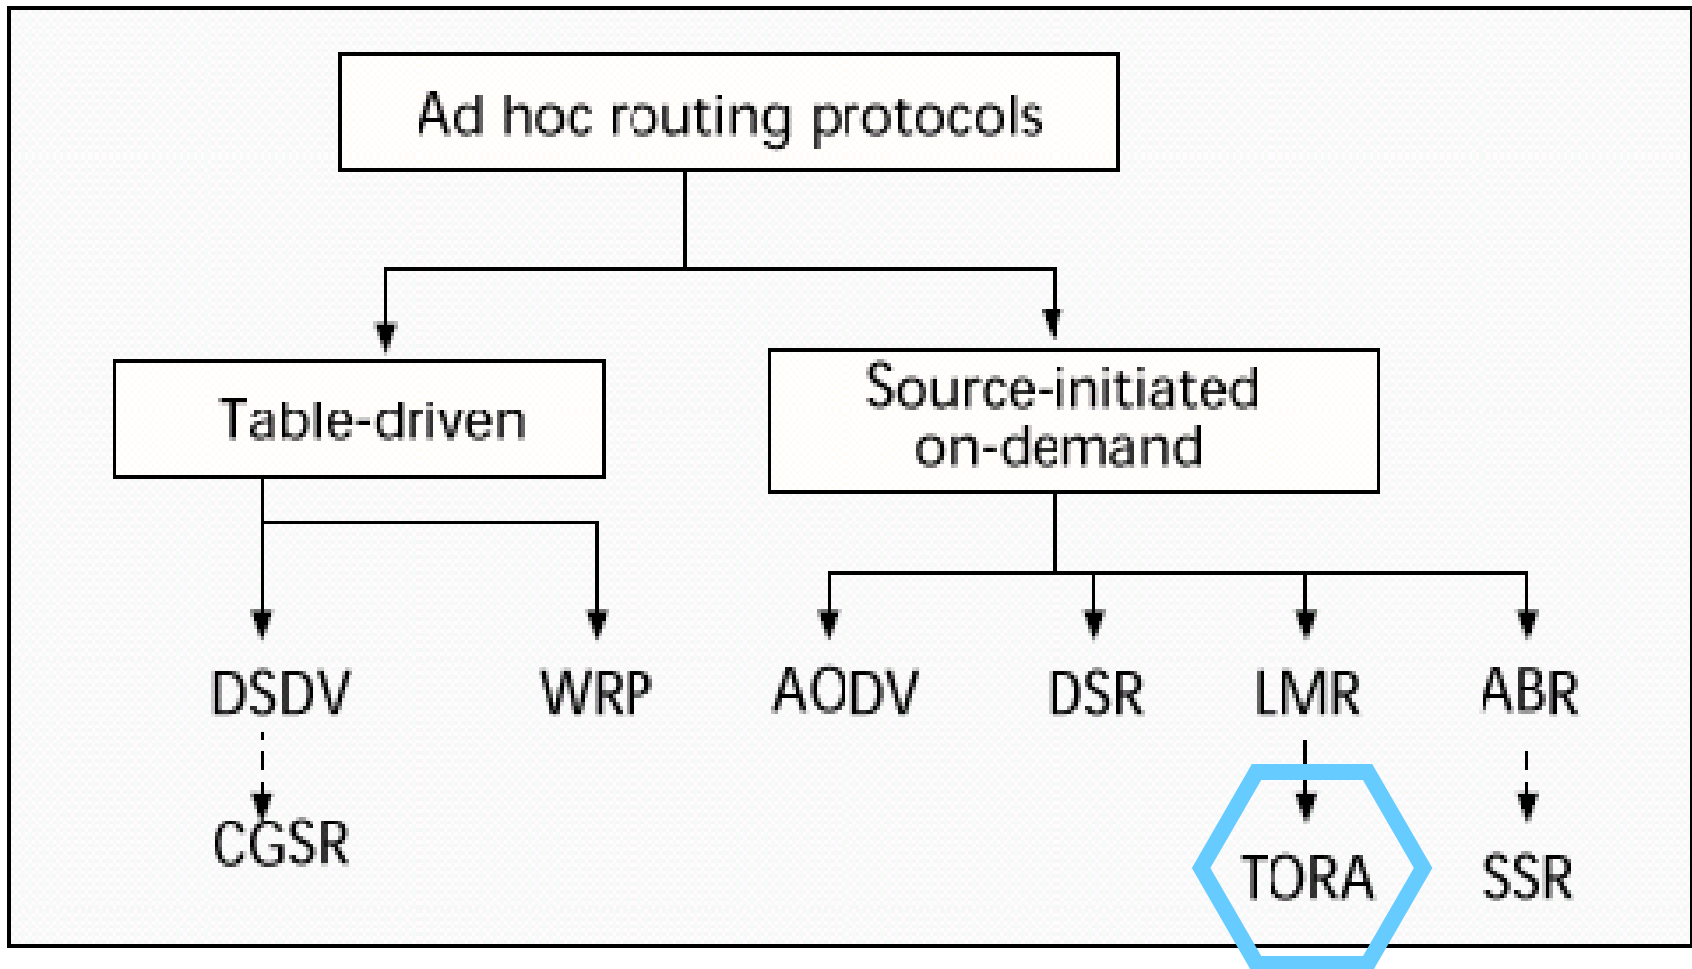 Ad hoc routing protocols
Table-driven
Source-initiated
on-demand
DSDV
WRP
AODV
DSR
LMR
ABR
CGSR
TORA
SSR